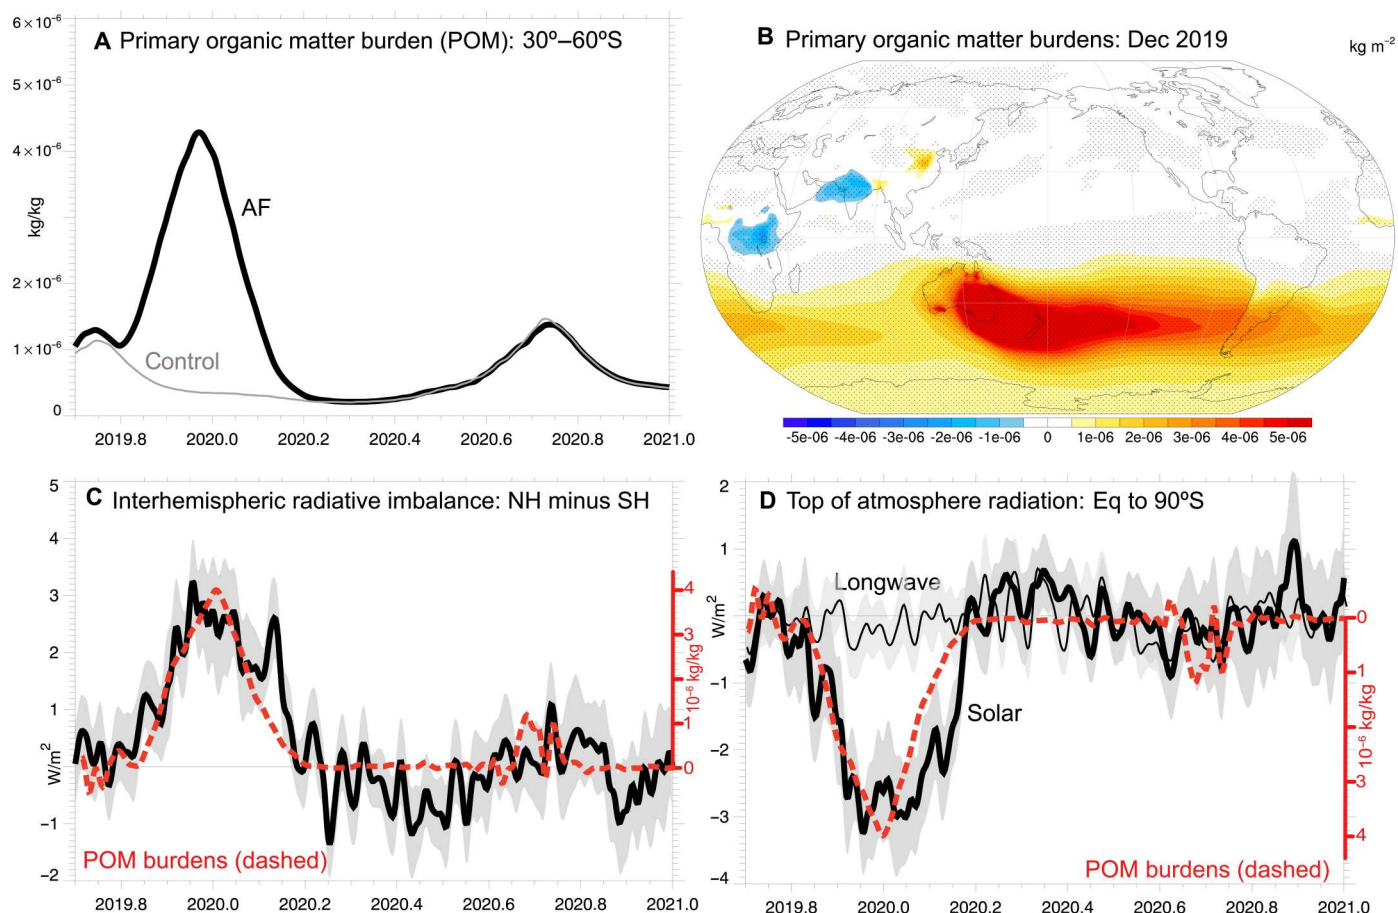 A Primary organic matter burden (POM): 30º–60ºS
6×10⁻⁶
5×10⁻⁶
4×10⁻⁶
kg/kg
2×10⁻⁶
1×10⁻⁶
0
AF
Control
2019.8 2020.0 2020.2 2020.4 2020.6 2020.8 2021.0
B Primary organic matter burdens: Dec 2019
kg m⁻²
-5e-06 -4e-06 -3e-06 -2e-06 -1e-06 0 1e-06 2e-06 3e-06 4e-06 5e-06
C Interhemispheric radiative imbalance: NH minus SH
5
4
3
2
1
W/m²
−1
−2
4
3
2
1
0
10⁻⁶ kg/kg
POM burdens (dashed)
2019.8 2020.0 2020.2 2020.4 2020.6 2020.8 2021.0
D Top of atmosphere radiation: Eq to 90ºS
2
1
W/m²
−1
−2
−3
−4
Longwave
Solar
0
1
2
3
4
10⁻⁶ kg/kg
POM burdens (dashed)
2019.8 2020.0 2020.2 2020.4 2020.6 2020.8 2021.0